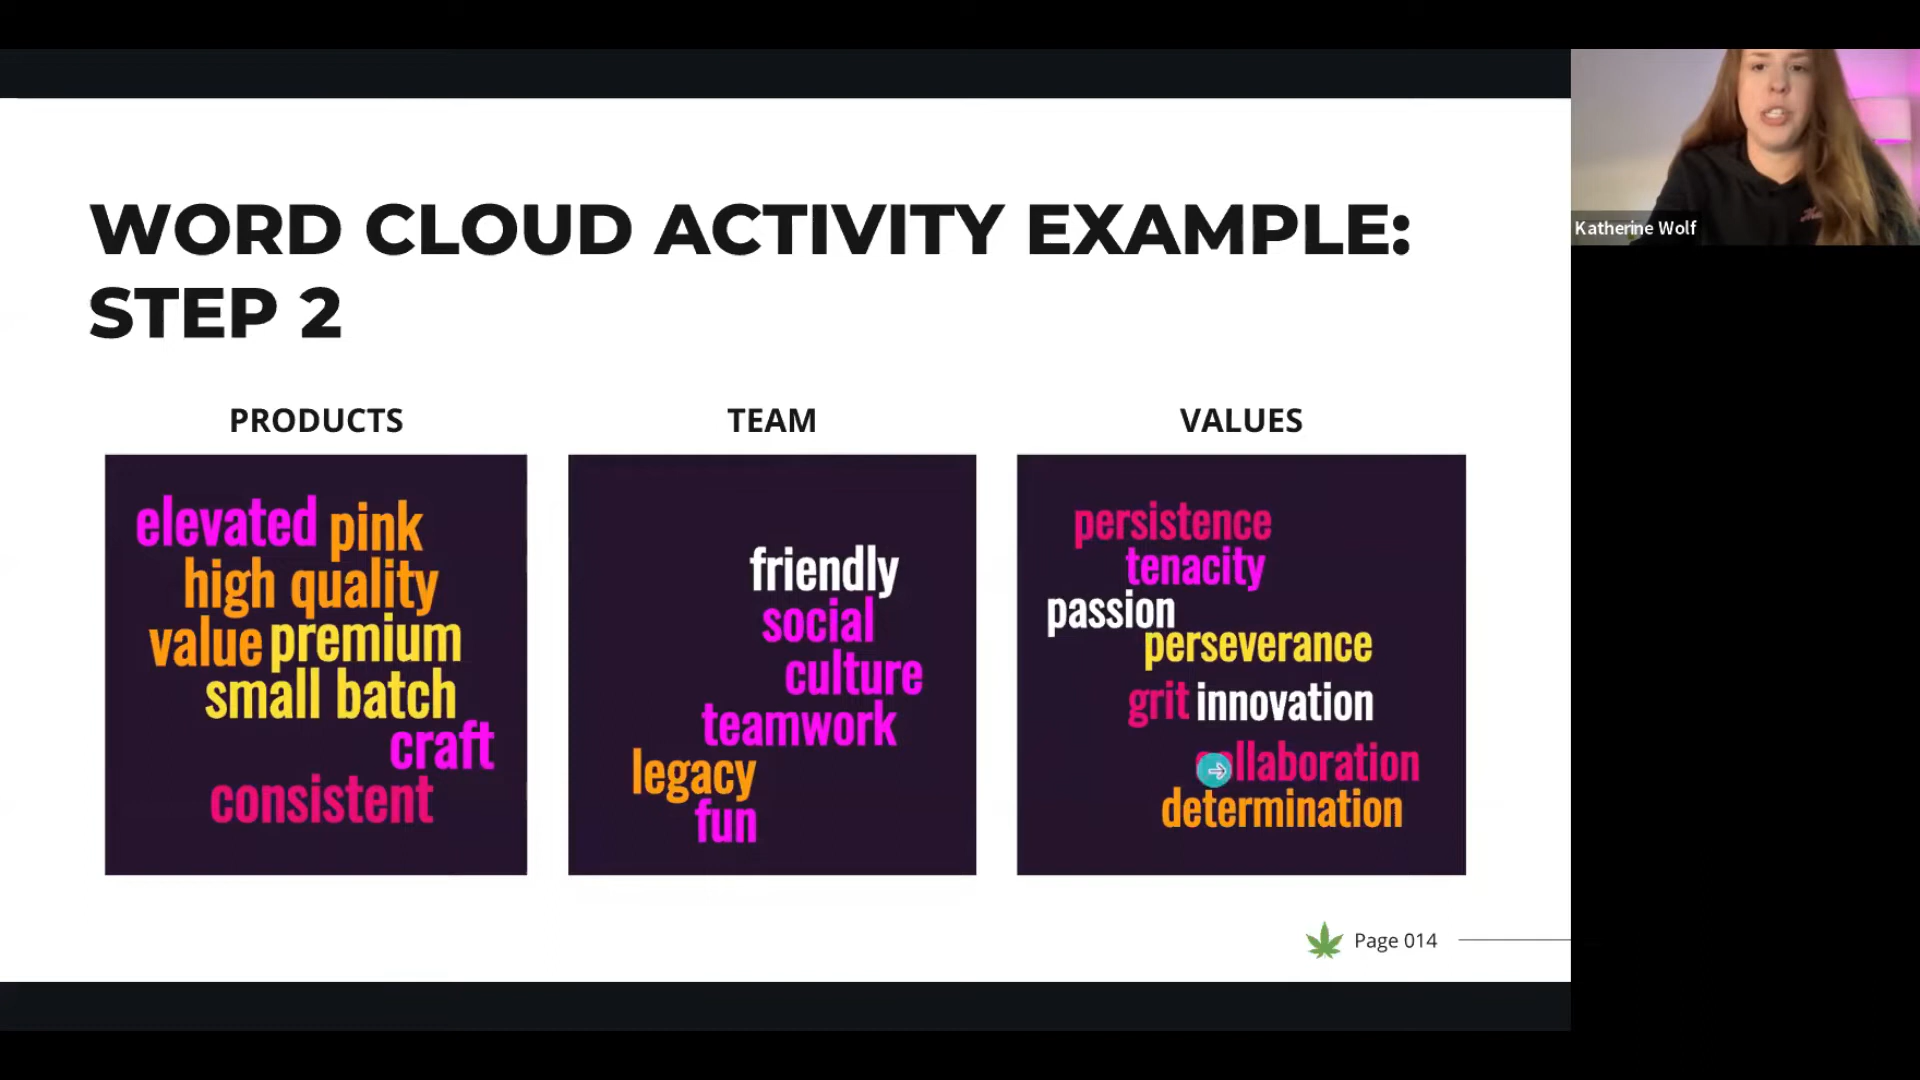 WORD CLOUD ACTIVITY EXAMPLE:
STEP 2
PRODUCTS
elevated pink
high quality
value premium
small batch
craft
consistent
TEAM
friendly
social
culture
teamwork
legacy
fun
VALUES
persistence
tenacity
passion
perseverance
grit innovation
collaboration
determination
Page 014
Katherine Wolf